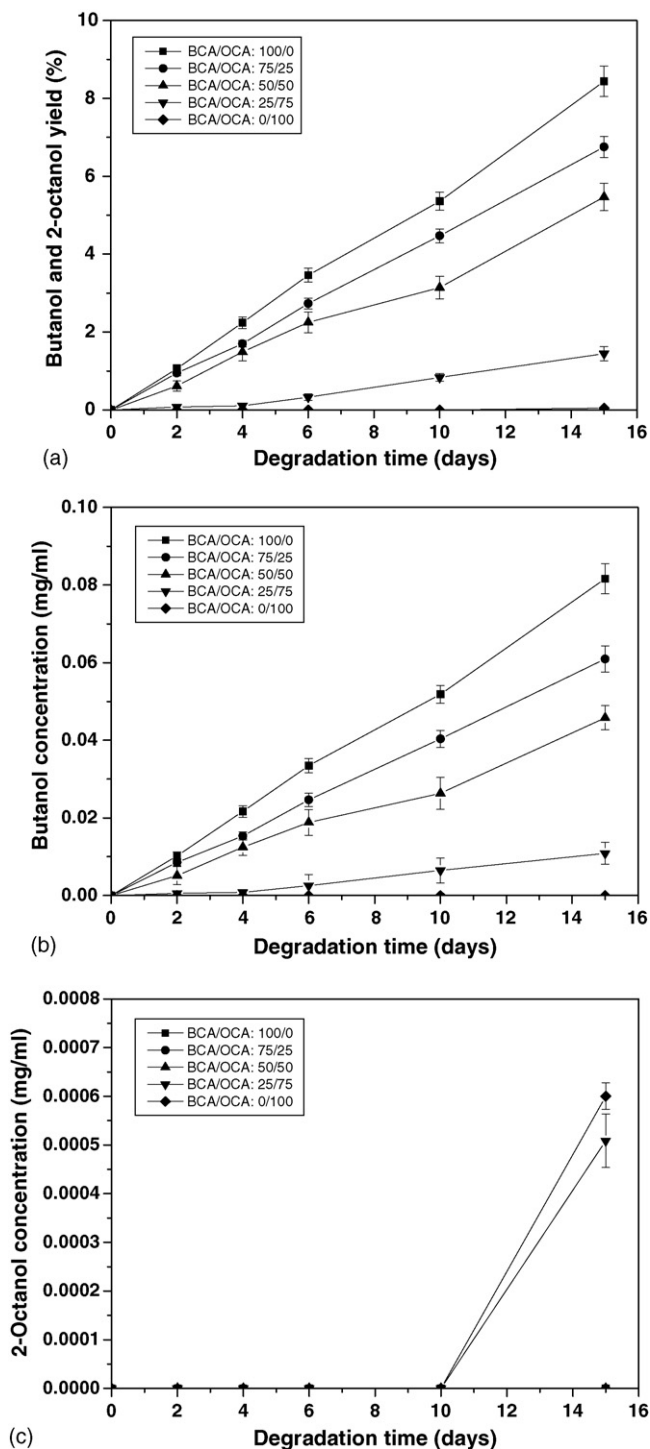 10
8
6
4
2
0
Butanol and 2-octanol yield (%)
BCA/OCA: 100/0
BCA/OCA: 75/25
BCA/OCA: 50/50
BCA/OCA: 25/75
BCA/OCA: 0/100
0 2 4 6 8 10 12 14 16
Degradation time (days)
(a)
0.10
0.08
0.06
0.04
0.02
0.00
Butanol concentration (mg/ml)
BCA/OCA: 100/0
BCA/OCA: 75/25
BCA/OCA: 50/50
BCA/OCA: 25/75
BCA/OCA: 0/100
0 2 4 6 8 10 12 14 16
Degradation time (days)
(b)
0.0008
0.0007
0.0006
0.0005
0.0004
0.0003
0.0002
0.0001
0.0000
2-Octanol concentration (mg/ml)
BCA/OCA: 100/0
BCA/OCA: 75/25
BCA/OCA: 50/50
BCA/OCA: 25/75
BCA/OCA: 0/100
0 2 4 6 8 10 12 14 16
Degradation time (days)
(c)